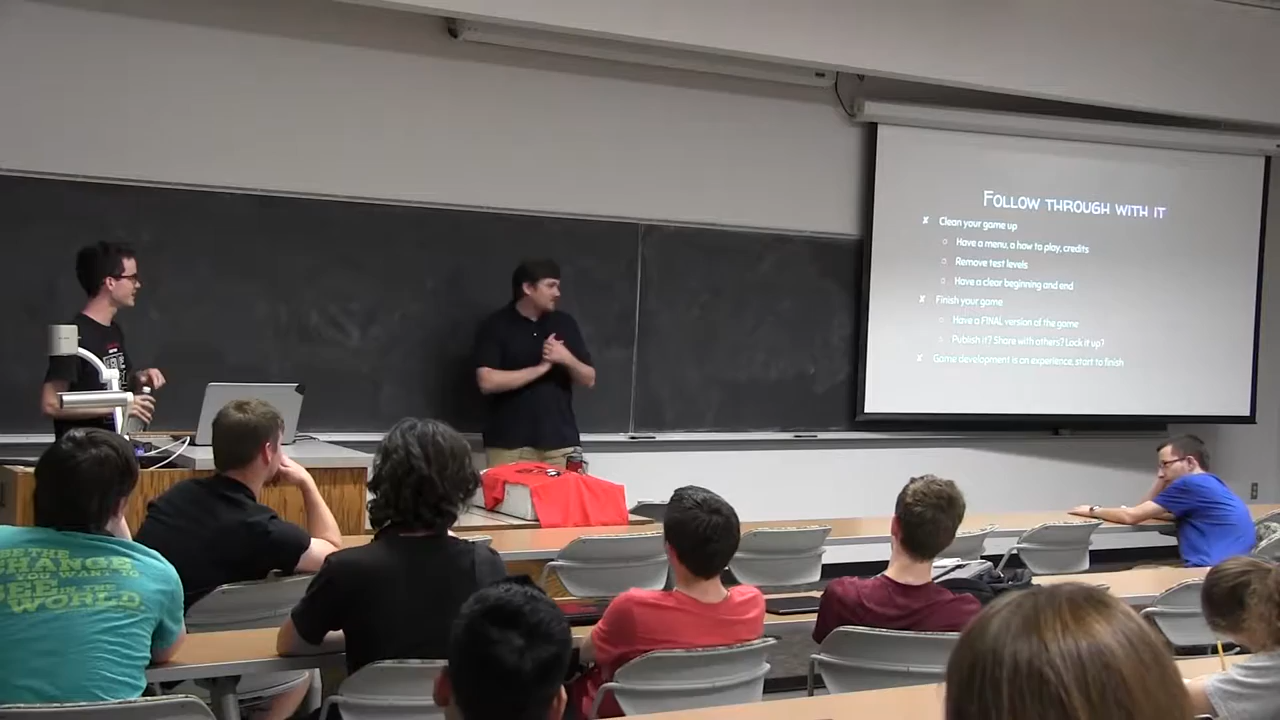 FOLLOW THROUGH WITH IT
Clean your game up
Have a menu, a how to play, credits
Remove test levels
Have a clear beginning and end
Finish your game
Have a FINAL version of the game
Publish it? Share with others? Lock it up?
Game development is an experience, start to finish
BE THE
CHANGE
YOU WANT TO
SEE IN THE
WORLD.